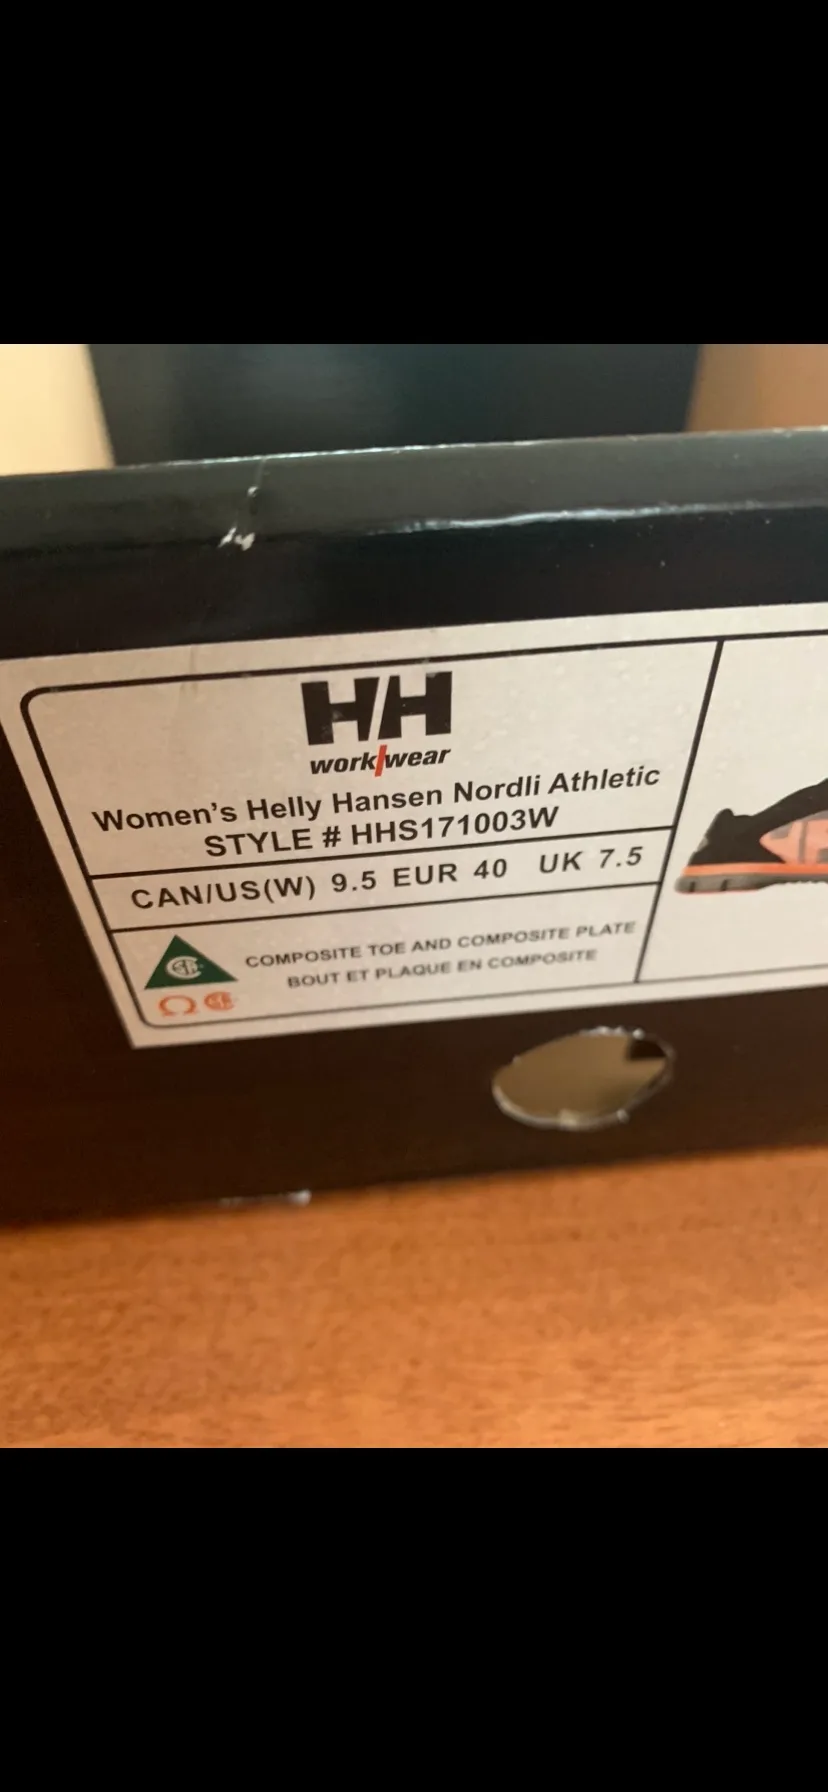 HH
work wear
Women's Helly Hansen Nordli Athletic
STYLE # HHS171003W
CAN/US(W) 9.5 EUR 40 UK 7.5
COMPOSITE TOE AND COMPOSITE PLATE
BOUT ET PLAQUE EN COMPOSITE